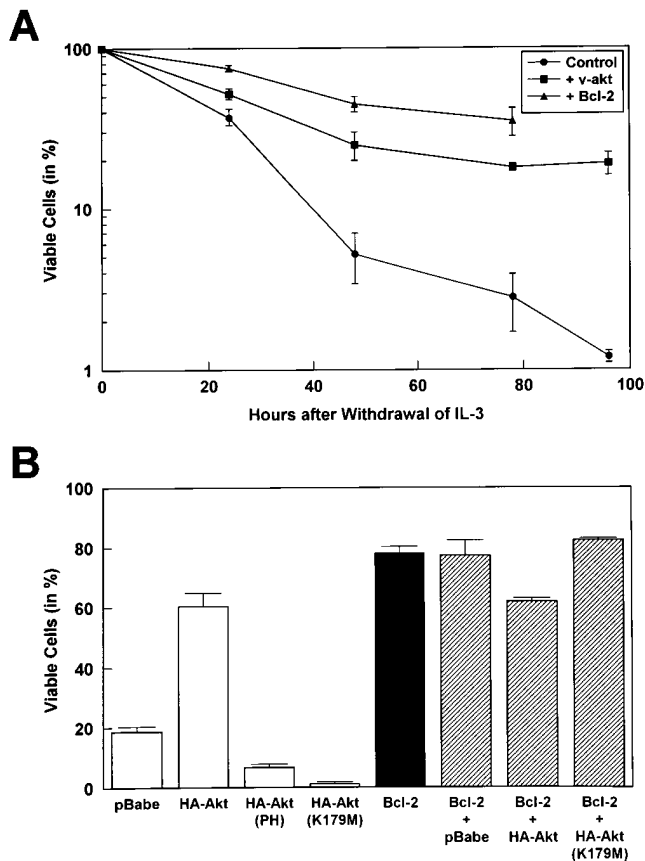 A
Viable Cells (in %)
100
10
1
Control
+ v-akt
+ Bcl-2
0 20 40 60 80 100
Hours after Withdrawal of IL-3
B
Viable Cells (in %)
100
80
60
40
20
0
pBabe
HA-Akt
HA-Akt
(PH)
HA-Akt
(K179M)
Bcl-2
Bcl-2
+
pBabe
Bcl-2
+
HA-Akt
Bcl-2
+
HA-Akt
(K179M)